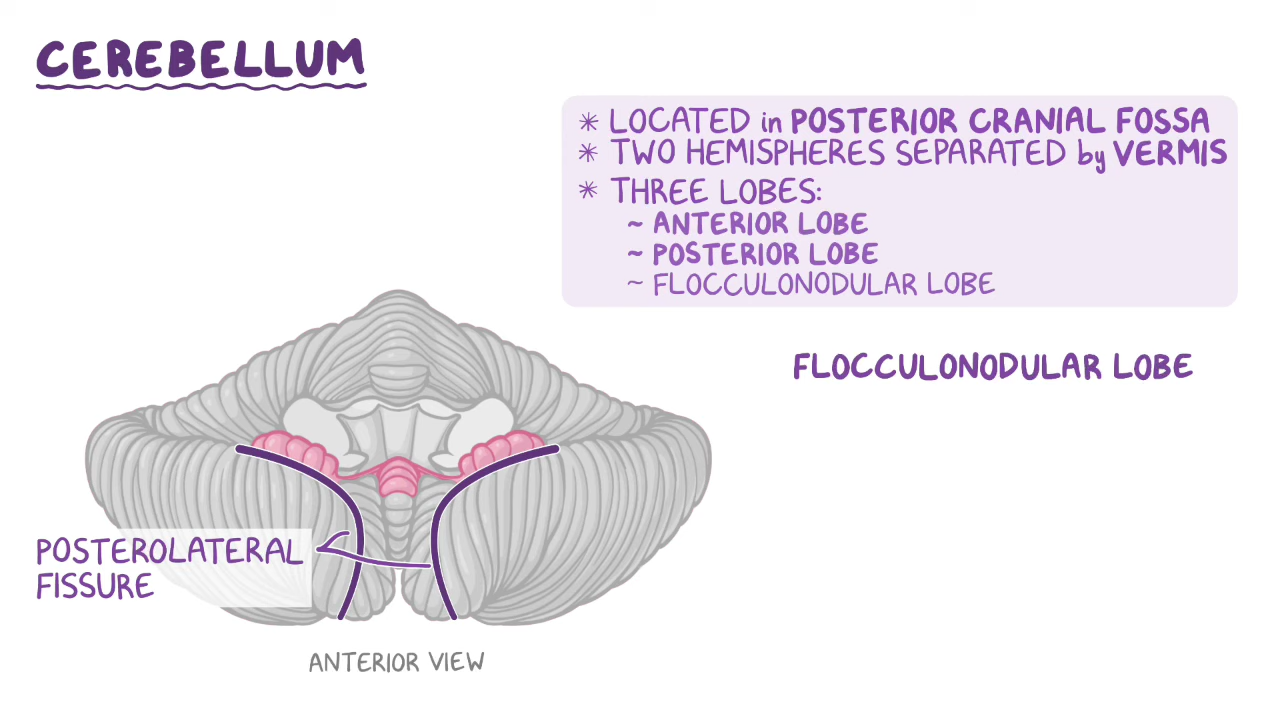 CEREBELLUM
* LOCATED in POSTERIOR CRANIAL FOSSA
* TWO HEMISPHERES SEPARATED by VERMIS
* THREE LOBES:
~ ANTERIOR LOBE
~ POSTERIOR LOBE
~ FLOCCULONODULAR LOBE
FLOCCULONODULAR LOBE
POSTEROLATERAL
FISSURE
ANTERIOR VIEW